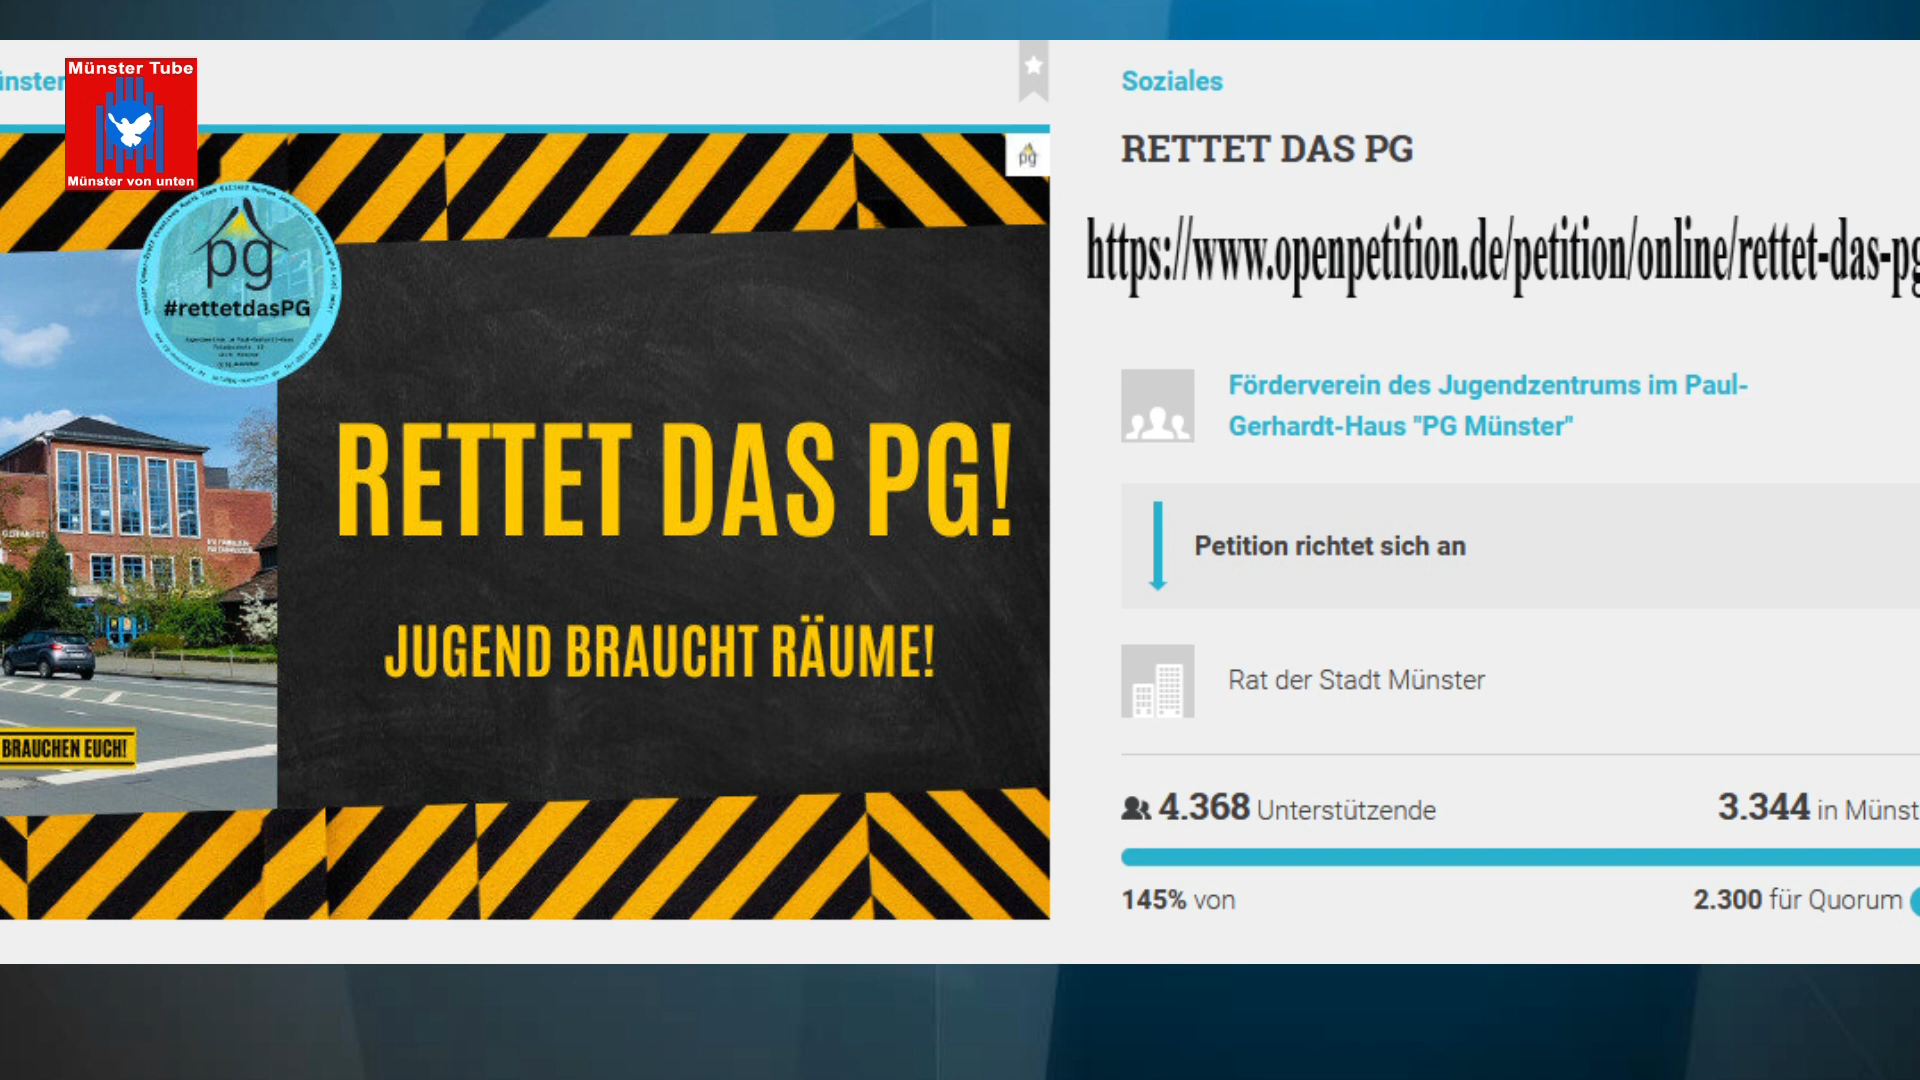 inster
Münster Tube
Münster von unten
pg
pg
#rettetdasPG
RETTET DAS PG!
JUGEND BRAUCHT RÄUME!
BRAUCHEN EUCH!
Soziales
RETTET DAS PG
https://www.openpetition.de/petition/online/rettet-das-pg
Förderverein des Jugendzentrums im Paul-
Gerhardt-Haus "PG Münster"
Petition richtet sich an
Rat der Stadt Münster
4.368 Unterstützende
3.344 in Münst
145% von
2.300 für Quorum